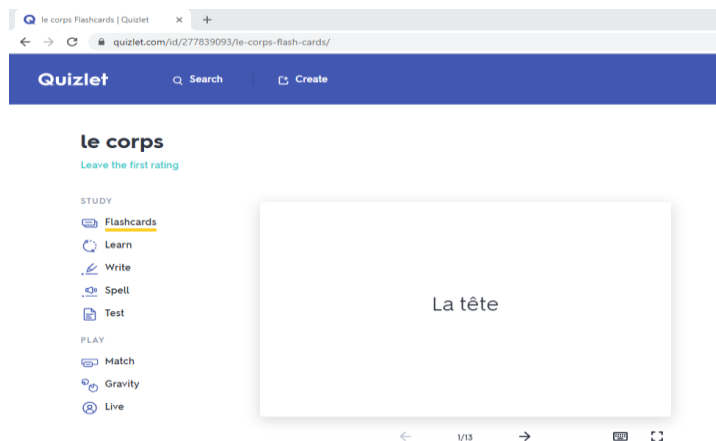 le corps Flashcards | Quizlet
quizlet.com/id/277839093/le-corps-flash-cards/
Quizlet Search Create
le corps
Leave the first rating
STUDY
Flashcards
Learn
Write
Spell
Test
La tête
PLAY
Match
Gravity
Live
1/13